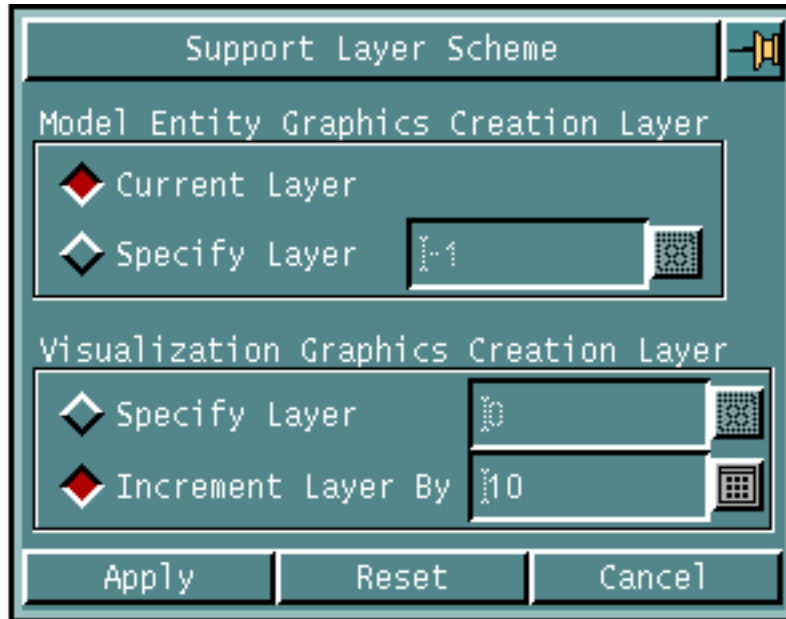 Support Layer Scheme
Model Entity Graphics Creation Layer
Current Layer
Specify Layer -1
Visualization Graphics Creation Layer
Specify Layer 0
Increment Layer By 10
Apply Reset Cancel